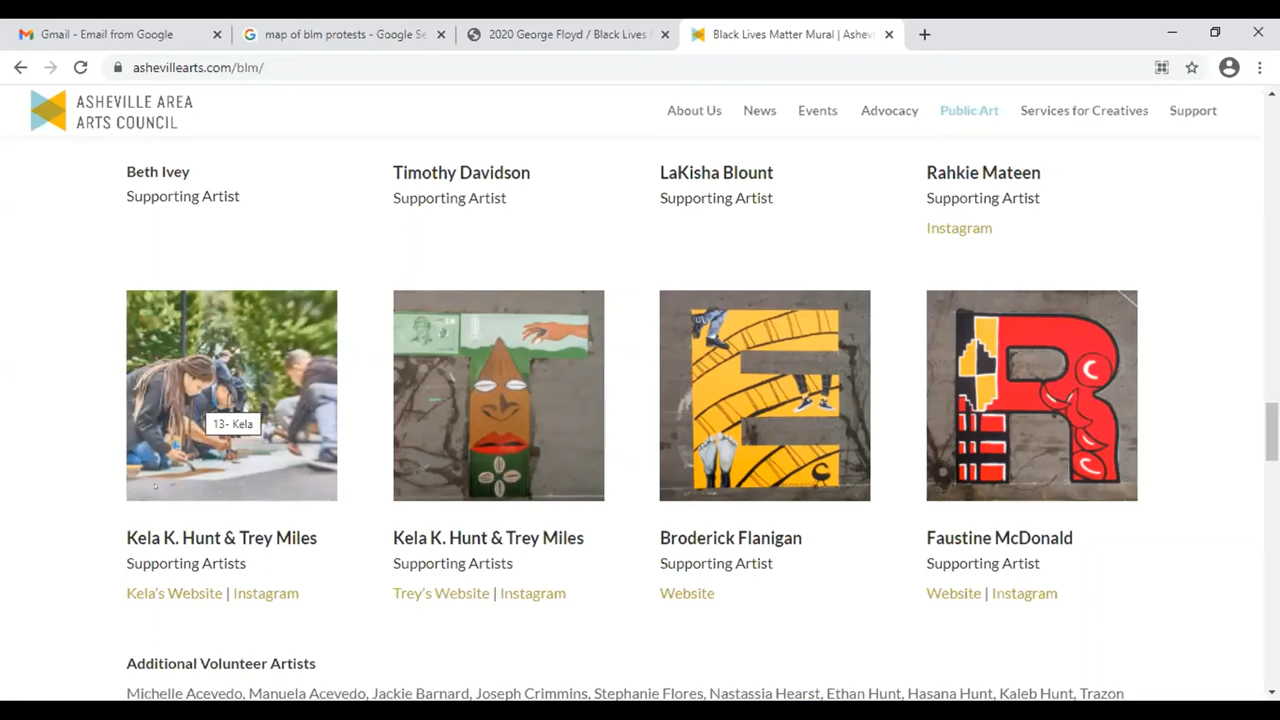 Gmail - Email from Google
map of blm protests - Google Se
2020 George Floyd / Black Lives
Black Lives Matter Mural | Ashev
ashevillearts.com/blm/
ASHEVILLE AREA
ARTS COUNCIL
About Us News Events Advocacy Public Art Services for Creatives Support
Beth Ivey Timothy Davidson LaKisha Blount Rahkie Mateen
Supporting Artist Supporting Artist Supporting Artist Supporting Artist
Instagram
13- Kela
T E R
Kela K. Hunt & Trey Miles Kela K. Hunt & Trey Miles Broderick Flanigan Faustine McDonald
Supporting Artists Supporting Artists Supporting Artist Supporting Artist
Kela's Website | Instagram Trey's Website | Instagram Website Website | Instagram
Additional Volunteer Artists
Michelle Acevedo, Manuela Acevedo, Jackie Barnard, Joseph Crimmins, Stephanie Flores, Nastassia Hearst, Ethan Hunt, Hasana Hunt, Kaleb Hunt, Trazon